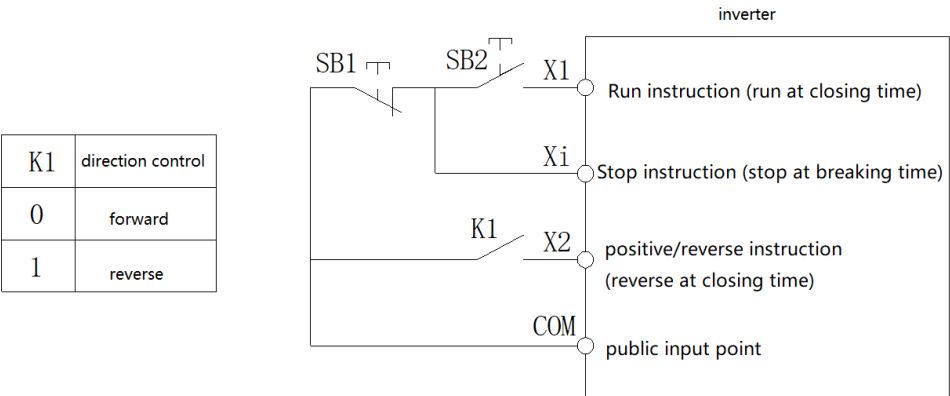 inverter
SB1
SB2
X1
Run instruction (run at closing time)
Xi
Stop instruction (stop at breaking time)
K1 direction control
0 forward
1 reverse
K1
X2
positive/reverse instruction
(reverse at closing time)
COM
public input point